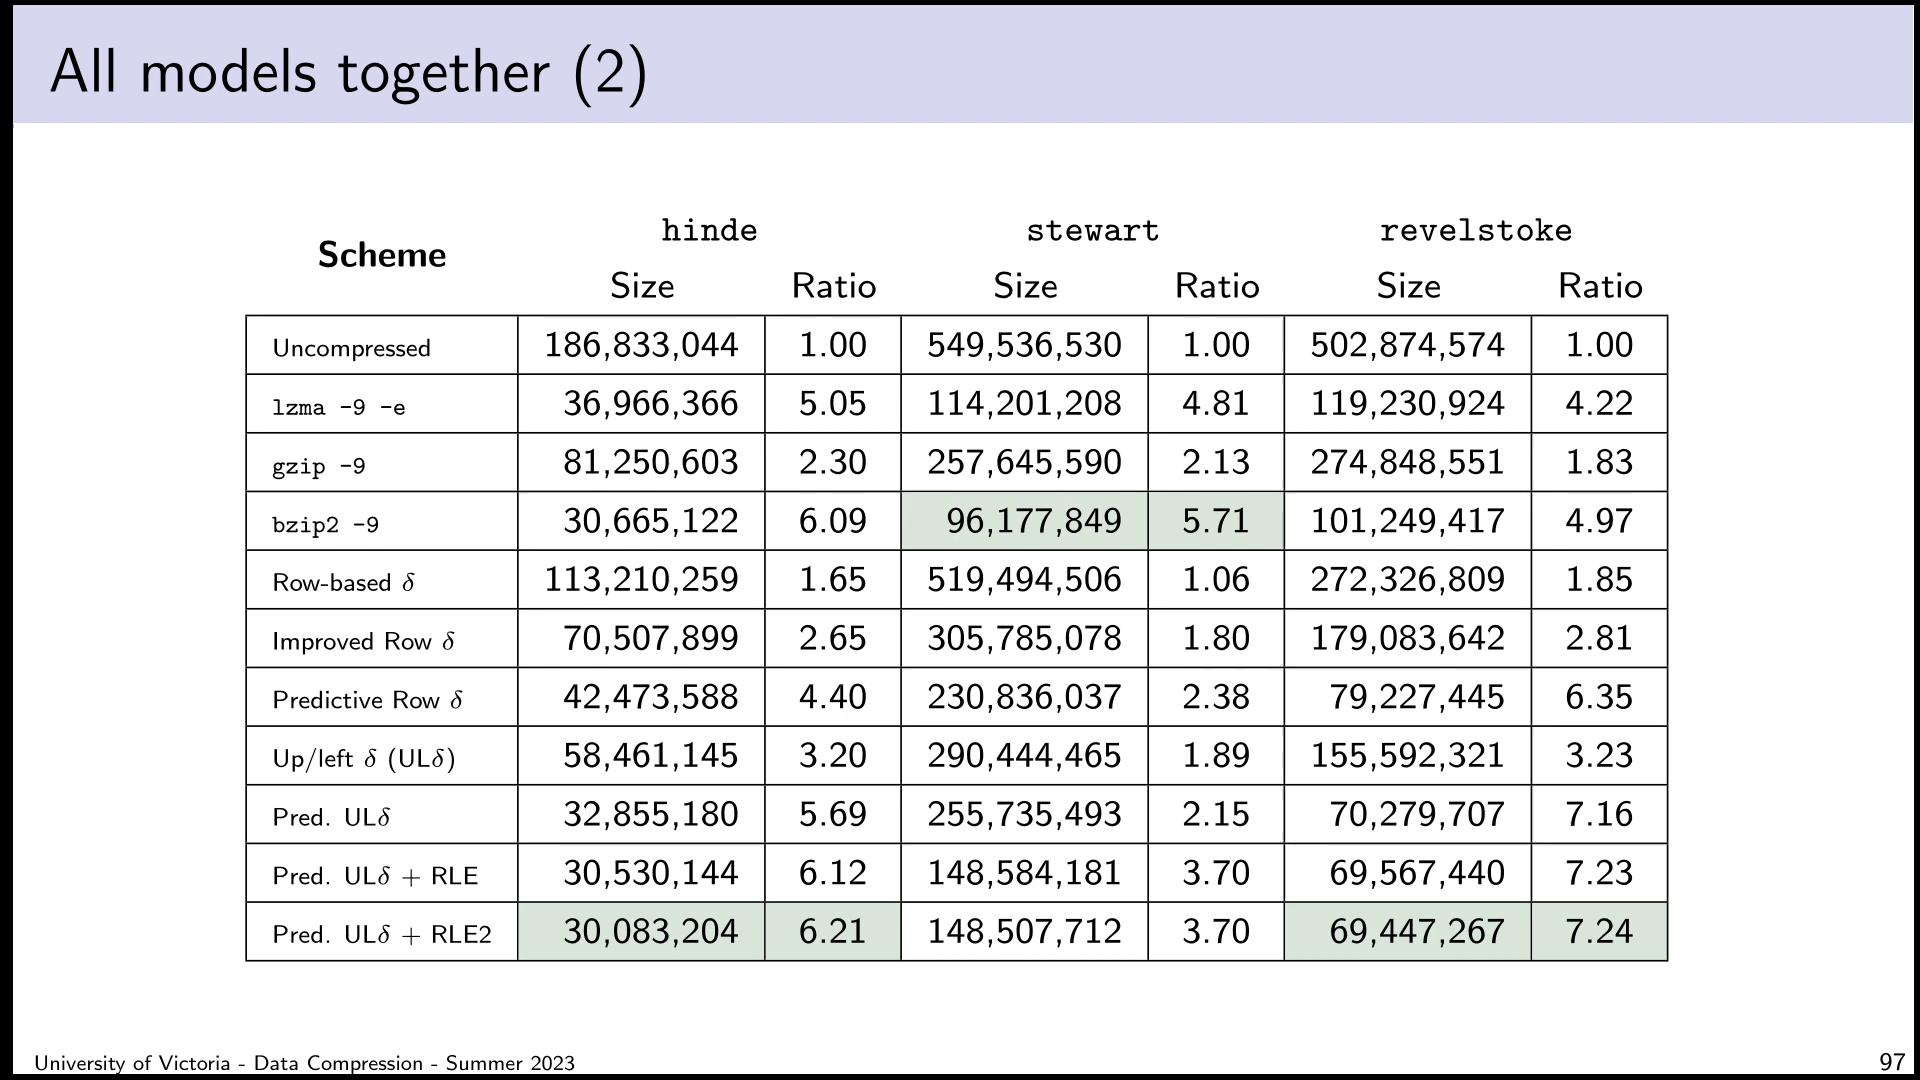 All models together (2)
hinde stewart revelstoke
Scheme
Size Ratio Size Ratio Size Ratio
Uncompressed 186,833,044 1.00 549,536,530 1.00 502,874,574 1.00
lzma -9 -e 36,966,366 5.05 114,201,208 4.81 119,230,924 4.22
gzip -9 81,250,603 2.30 257,645,590 2.13 274,848,551 1.83
bzip2 -9 30,665,122 6.09 96,177,849 5.71 101,249,417 4.97
Row-based δ 113,210,259 1.65 519,494,506 1.06 272,326,809 1.85
Improved Row δ 70,507,899 2.65 305,785,078 1.80 179,083,642 2.81
Predictive Row δ 42,473,588 4.40 230,836,037 2.38 79,227,445 6.35
Up/left δ (ULδ) 58,461,145 3.20 290,444,465 1.89 155,592,321 3.23
Pred. ULδ 32,855,180 5.69 255,735,493 2.15 70,279,707 7.16
Pred. ULδ + RLE 30,530,144 6.12 148,584,181 3.70 69,567,440 7.23
Pred. ULδ + RLE2 30,083,204 6.21 148,507,712 3.70 69,447,267 7.24
University of Victoria - Data Compression - Summer 2023 97